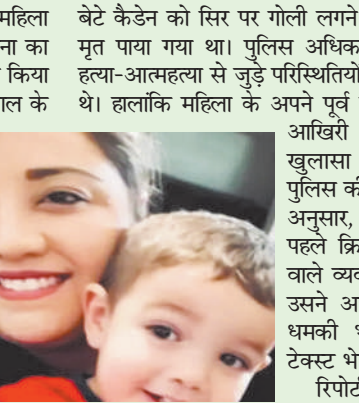 महिला
ना का
किया
ाल के
बेटे कैडेन को सिर पर गोली लगने
मृत पाया गया था। पुलिस अधिक
हत्या-आत्महत्या से जुड़े परिस्थितियो
थे। हालांकि महिला के अपने पूर्व
आखिरी
खुलासा
पुलिस की
अनुसार,
पहले क्रि
वाले व्यव
उसने अ
धमकी भ
टेक्स्ट भे
रिपोट